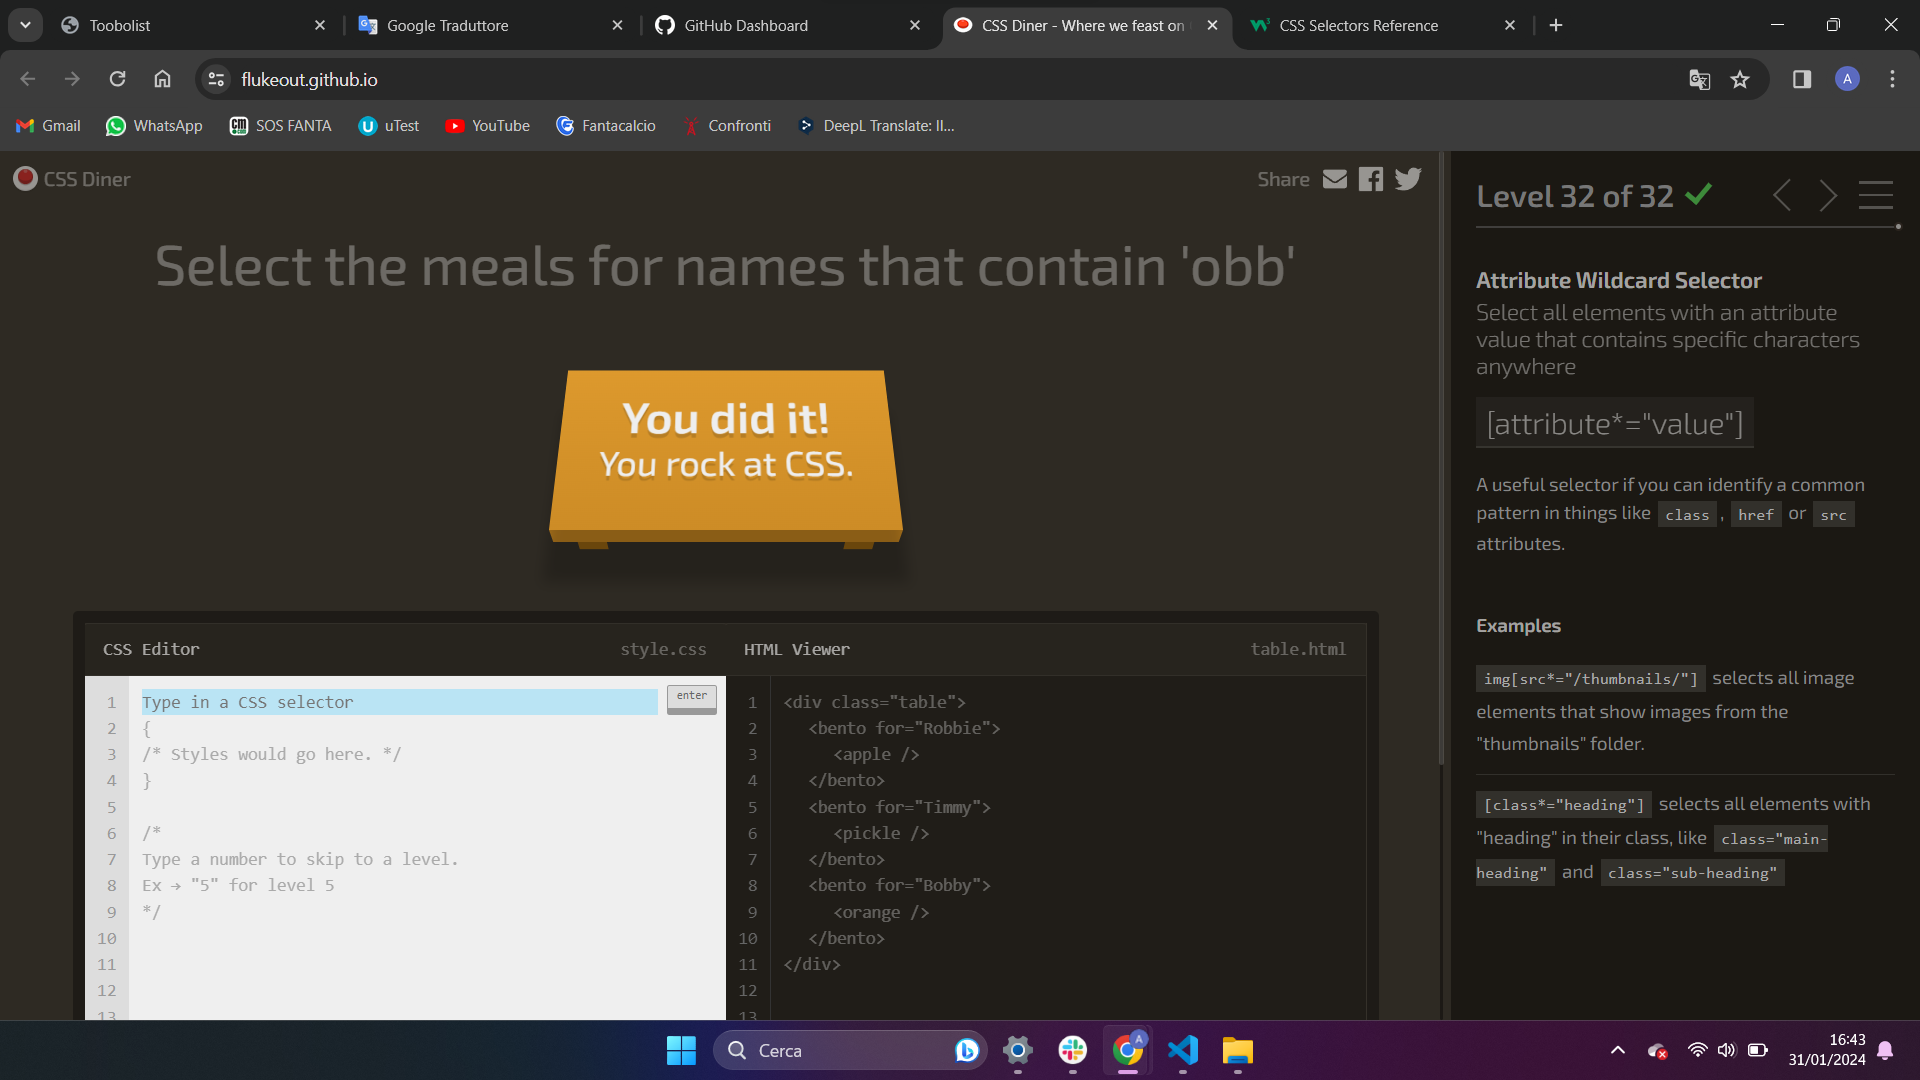 Toobolist
Google Traduttore
GitHub Dashboard
CSS Diner - Where we feast on
CSS Selectors Reference
flukeout.github.io
A
Gmail
WhatsApp
SOS FANTA
uTest
YouTube
Fantacalcio
Confronti
DeepL Translate: Il...
CSS Diner
Share
Select the meals for names that contain 'obb'
You did it!
You rock at CSS.
CSS Editor
style.css
1 Type in a CSS selector
enter
2 {
3 /* Styles would go here. */
4 }
5
6 /*
7 Type a number to skip to a level.
8 Ex → "5" for level 5
9 */
10
11
12
13
HTML Viewer
table.html
1 <div class="table">
2 <bento for="Robbie">
3 <apple />
4 </bento>
5 <bento for="Timmy">
6 <pickle />
7 </bento>
8 <bento for="Bobby">
9 <orange />
10 </bento>
11 </div>
12
13
Level 32 of 32
Attribute Wildcard Selector
Select all elements with an attribute
value that contains specific characters
anywhere
[attribute*="value"]
A useful selector if you can identify a common
pattern in things like class , href or src
attributes.
Examples
img[src*="/thumbnails/"] selects all image
elements that show images from the
"thumbnails" folder.
[class*="heading"] selects all elements with
"heading" in their class, like class="main-
heading" and class="sub-heading"
Cerca
A
16:43
31/01/2024